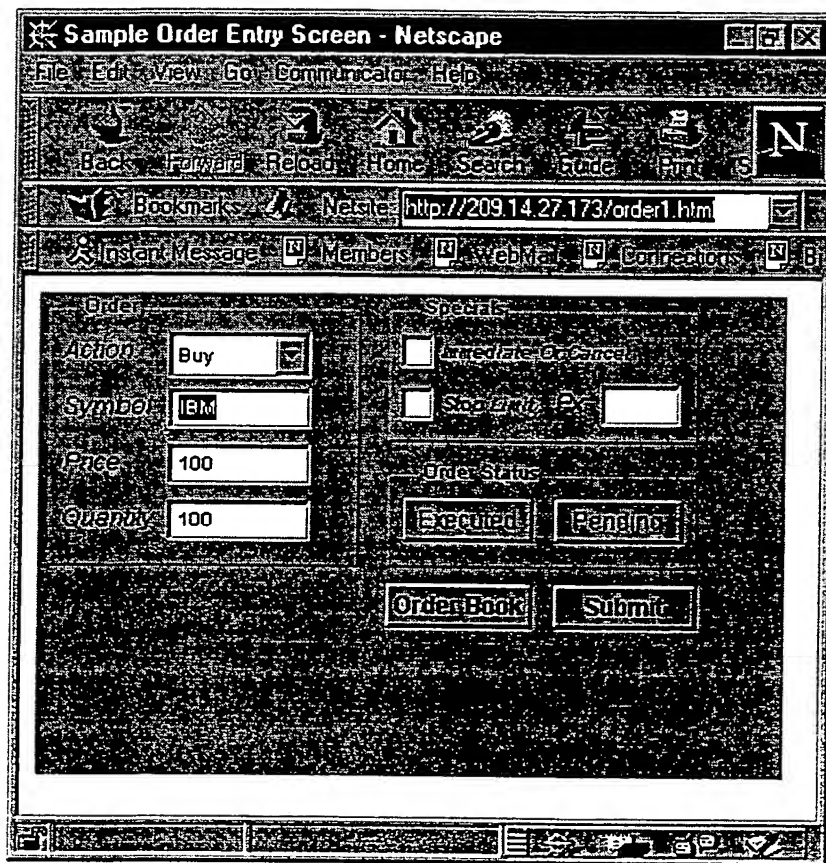 Sample Order Entry Screen - Netscape
File Edit View Go Communicator Help
Back Forward Reload Home Search Guide Print S N
Bookmarks Netsite: http://209.14.27.173/order1.htm
Instant Message Members WebMail Connections
Order
Action Buy
Symbol IBM
Price 100
Quantity 100
Specials
Immediate Or Cancel
Stop Limit Px
Order Status
Executed Pending
Order Book Submit